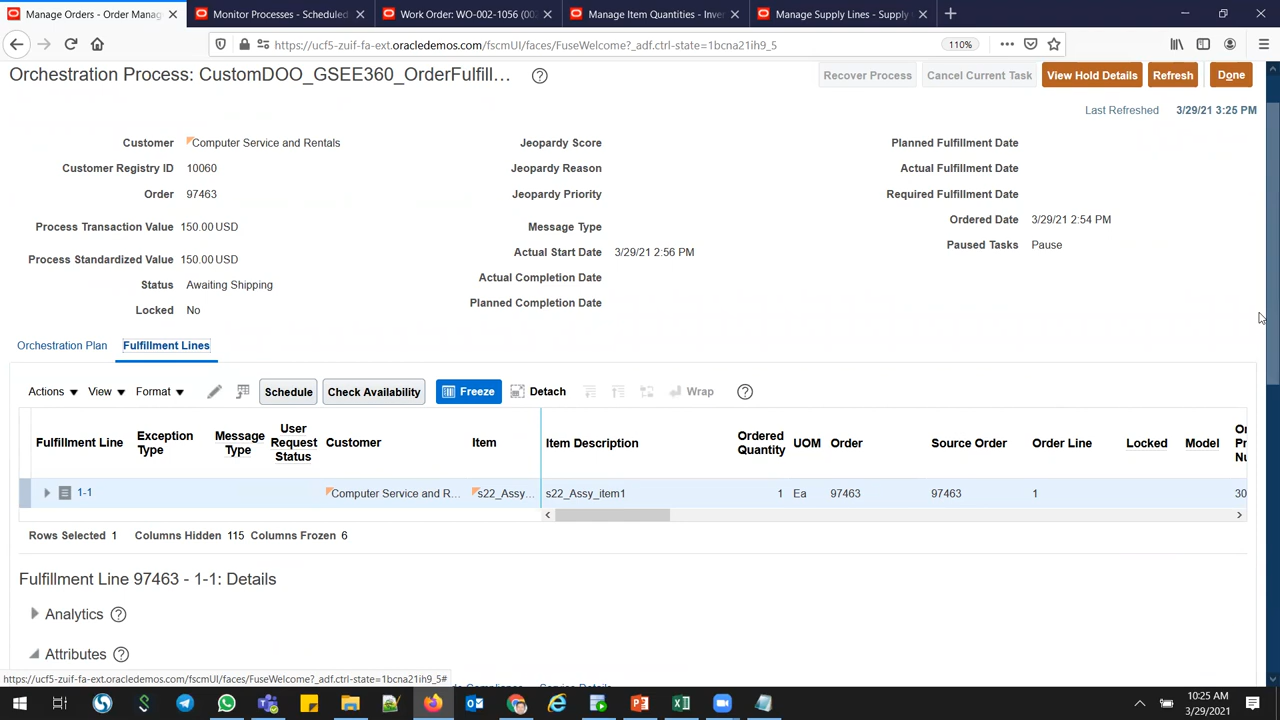 Manage Orders - Order Manag
Monitor Processes - Scheduled
Work Order: WO-002-1056 (002
Manage Item Quantities - Inven
Manage Supply Lines - Supply
https://ucf5-zuif-fa-ext.oracledemos.com/fscmUI/faces/FuseWelcome?_adf.ctrl-state=1bcna21ih9_5
110%
Orchestration Process: CustomDOO_GSEE360_OrderFulfill...
Recover Process
Cancel Current Task
View Hold Details
Refresh
Done
Last Refreshed 3/29/21 3:25 PM
Customer Computer Service and Rentals
Customer Registry ID 10060
Order 97463
Process Transaction Value 150.00 USD
Process Standardized Value 150.00 USD
Status Awaiting Shipping
Locked No
Jeopardy Score
Jeopardy Reason
Jeopardy Priority
Message Type
Actual Start Date 3/29/21 2:56 PM
Actual Completion Date
Planned Completion Date
Planned Fulfillment Date
Actual Fulfillment Date
Required Fulfillment Date
Ordered Date 3/29/21 2:54 PM
Paused Tasks Pause
Orchestration Plan
Fulfillment Lines
Actions View Format Schedule Check Availability Freeze Detach Wrap
Fulfillment Line
Exception Type
Message Type
User Request Status
Customer
Item
Item Description
Ordered Quantity
UOM
Order
Source Order
Order Line
Locked
Model
1-1 Computer Service and R... s22_Assy... s22_Assy_item1 1 Ea 97463 97463 1 30
Rows Selected 1 Columns Hidden 115 Columns Frozen 6
Fulfillment Line 97463 - 1-1: Details
Analytics
Attributes
https://ucf5-zuif-fa-ext.oracledemos.com/fscmUI/faces/FuseWelcome?_adf.ctrl-state=1bcna21ih9_5#
10:25 AM
3/29/2021